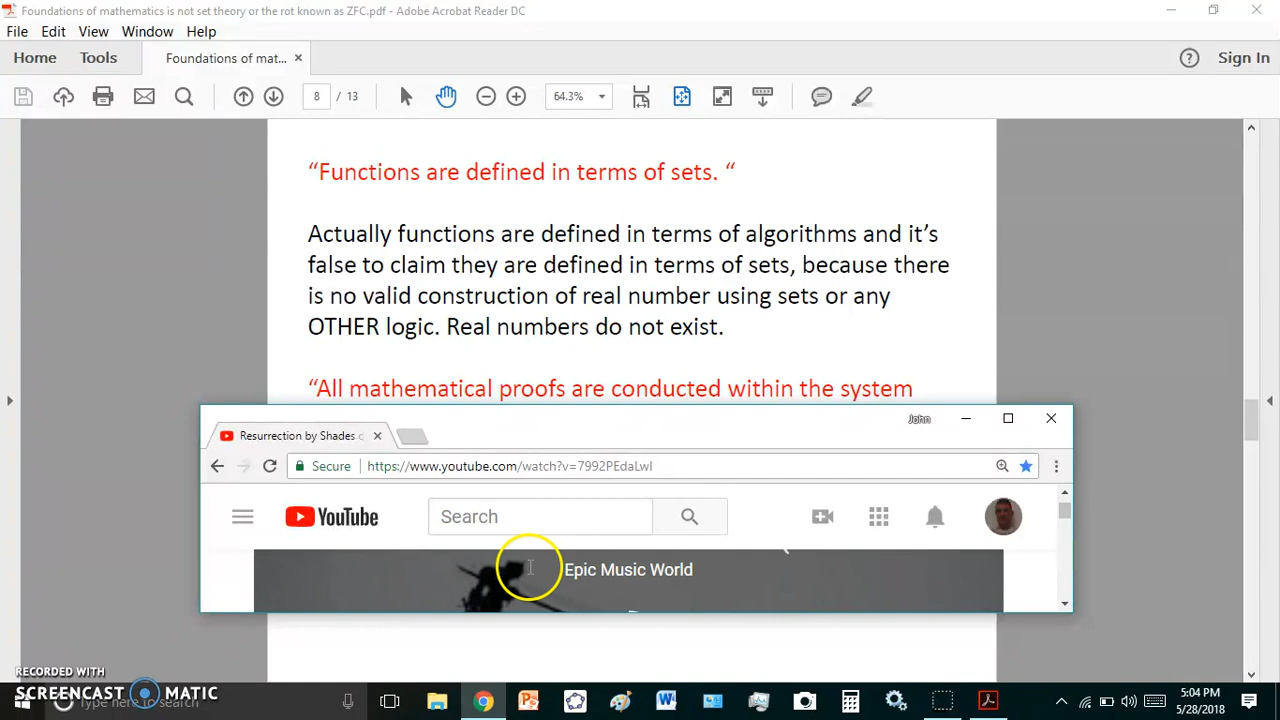 Foundations of mathematics is not set theory or the rot known as ZFC.pdf - Adobe Acrobat Reader DC
File Edit View Window Help
Home Tools Foundations of mat... Sign In
8 / 13 64.3%
“Functions are defined in terms of sets. “
Actually functions are defined in terms of algorithms and it’s
false to claim they are defined in terms of sets, because there
is no valid construction of real number using sets or any
OTHER logic. Real numbers do not exist.
“All mathematical proofs are conducted within the system
John
Resurrection by Shades
Secure https://www.youtube.com/watch?v=7992PEdaLwI
YouTube Search
Epic Music World
RECORDED WITH
SCREENCAST MATIC
Type here to search
5:04 PM
5/28/2018